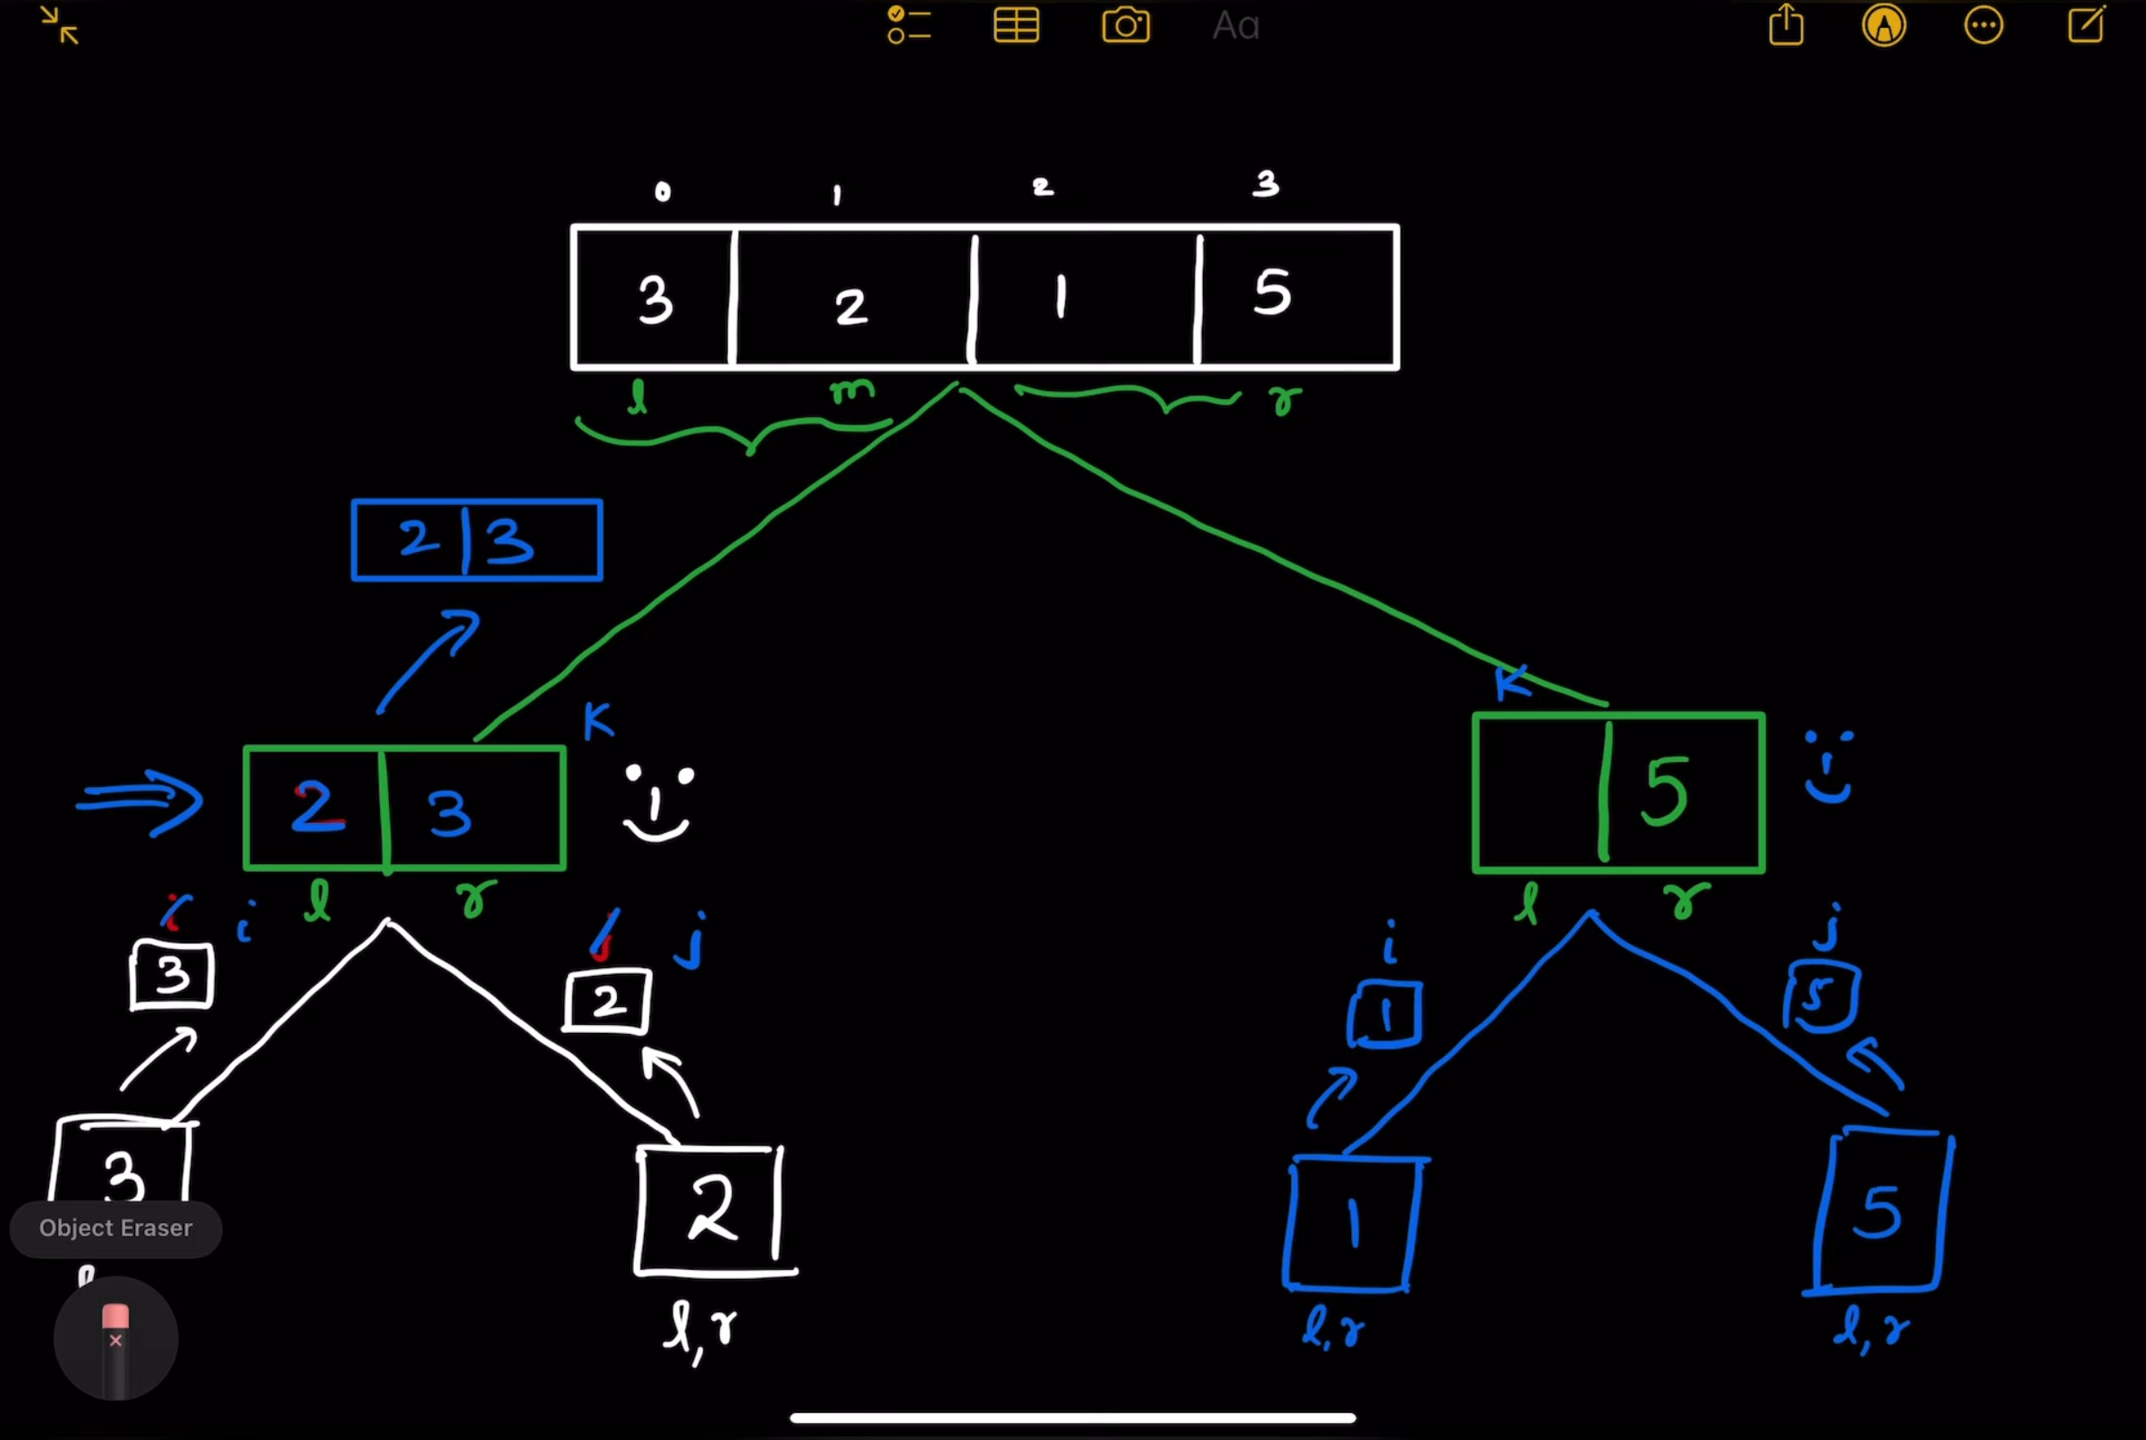 Aa
0 1 2 3
3 2 1 5
l m r
2 3
K K
2 3 5
i i l r j j l r
i j
3 2 1 5
3 2 1 5
Object Eraser
l
l,r l,r l,r